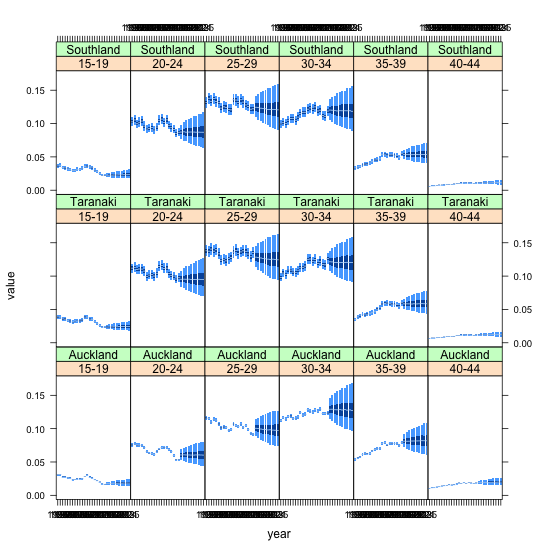 Southland Southland Southland Southland Southland Southland
15-19 20-24 25-29 30-34 35-39 40-44
0.15
0.10
0.05
0.00
Taranaki Taranaki Taranaki Taranaki Taranaki Taranaki
15-19 20-24 25-29 30-34 35-39 40-44
0.15
0.10
0.05
0.00
value
Auckland Auckland Auckland Auckland Auckland Auckland
15-19 20-24 25-29 30-34 35-39 40-44
0.15
0.10
0.05
0.00
year